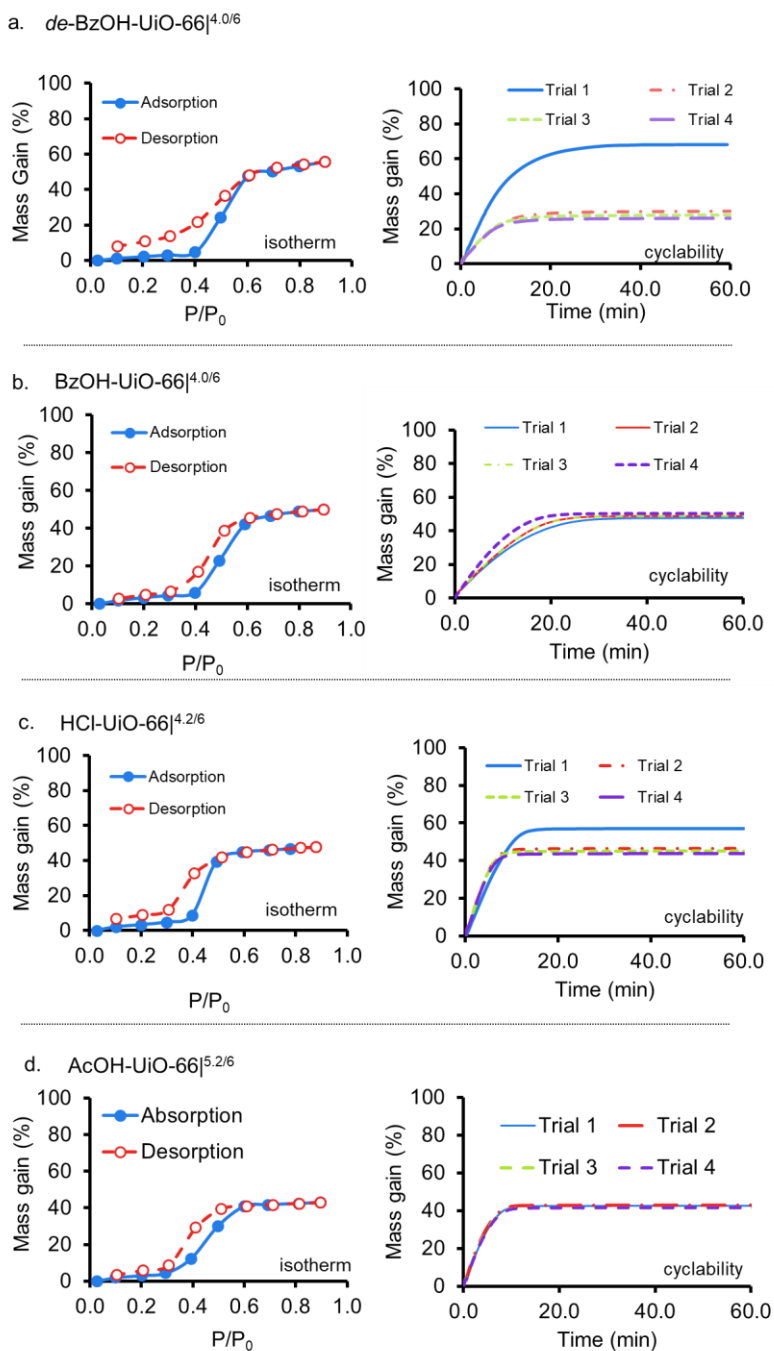 a. de-BzOH-UiO-66|4.0/6
Mass Gain (%)
100
80
60
40
20
0
Adsorption
Desorption
isotherm
0.0 0.2 0.4 0.6 0.8 1.0
P/P0
Mass gain (%)
100
80
60
40
20
0
Trial 1 Trial 2
Trial 3 Trial 4
cyclability
0.0 20.0 40.0 60.0
Time (min)
b. BzOH-UiO-66|4.0/6
Mass gain (%)
100
80
60
40
20
0
Adsorption
Desorption
isotherm
0.0 0.2 0.4 0.6 0.8 1.0
P/P0
Mass gain (%)
100
80
60
40
20
0
Trial 1 Trial 2
Trial 3 Trial 4
cyclability
0.0 20.0 40.0 60.0
Time (min)
c. HCl-UiO-66|4.2/6
Mass gain (%)
100
80
60
40
20
0
Adsorption
Desorption
isotherm
0.0 0.2 0.4 0.6 0.8 1.0
P/P0
Mass gain (%)
100
80
60
40
20
0
Trial 1 Trial 2
Trial 3 Trial 4
cyclability
0.0 20.0 40.0 60.0
Time (min)
d. AcOH-UiO-66|5.2/6
Mass gain (%)
100
80
60
40
20
0
Absorption
Desorption
isotherm
0.0 0.2 0.4 0.6 0.8 1.0
P/P0
Mass gain (%)
100
80
60
40
20
0
Trial 1 Trial 2
Trial 3 Trial 4
cyclability
0.0 20.0 40.0 60.0
Time (min)